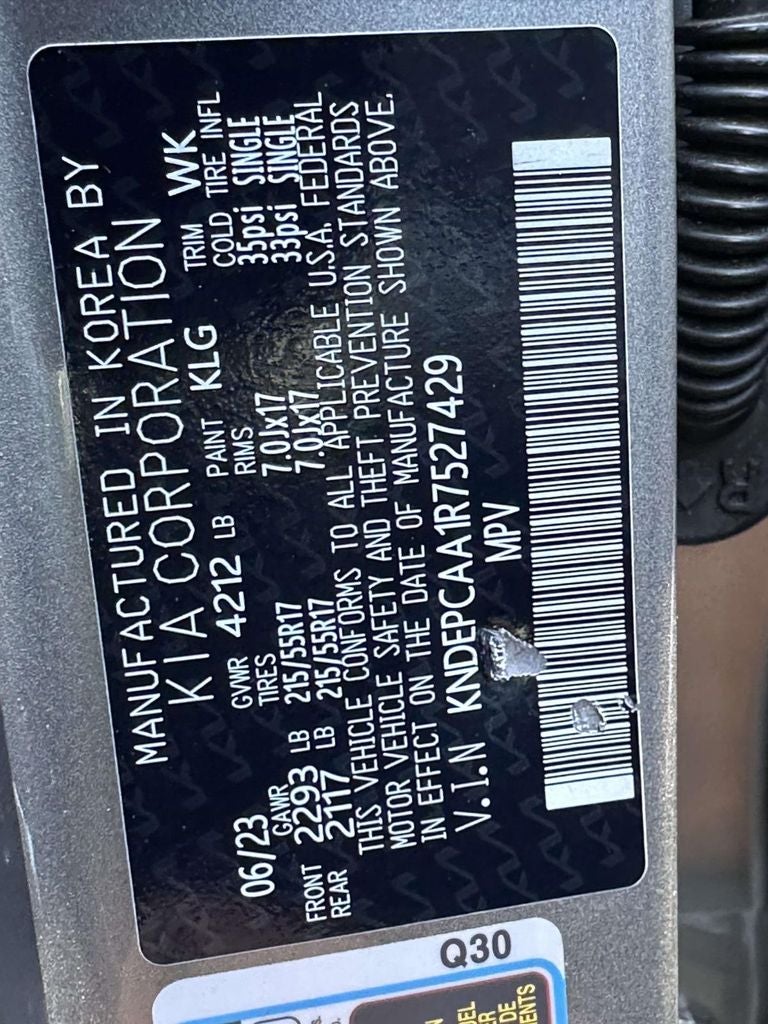 MANUFACTURED IN KOREA BY
KIA CORPORATION
06/23 GVWR 4212 LB PAINT KLG TRIM WK
GAWR TIRES RIMS COLD TIRE INFL
FRONT 2293 LB 215/55R17 7.0Jx17 35psi SINGLE
REAR 2117 LB 215/55R17 7.0Jx17 33psi SINGLE
THIS VEHICLE CONFORMS TO ALL APPLICABLE U.S.A. FEDERAL
MOTOR VEHICLE SAFETY AND THEFT PREVENTION STANDARDS
IN EFFECT ON THE DATE OF MANUFACTURE SHOWN ABOVE.
V.I.N KNDEPCAA1R7527429
MPV
Q30
DE